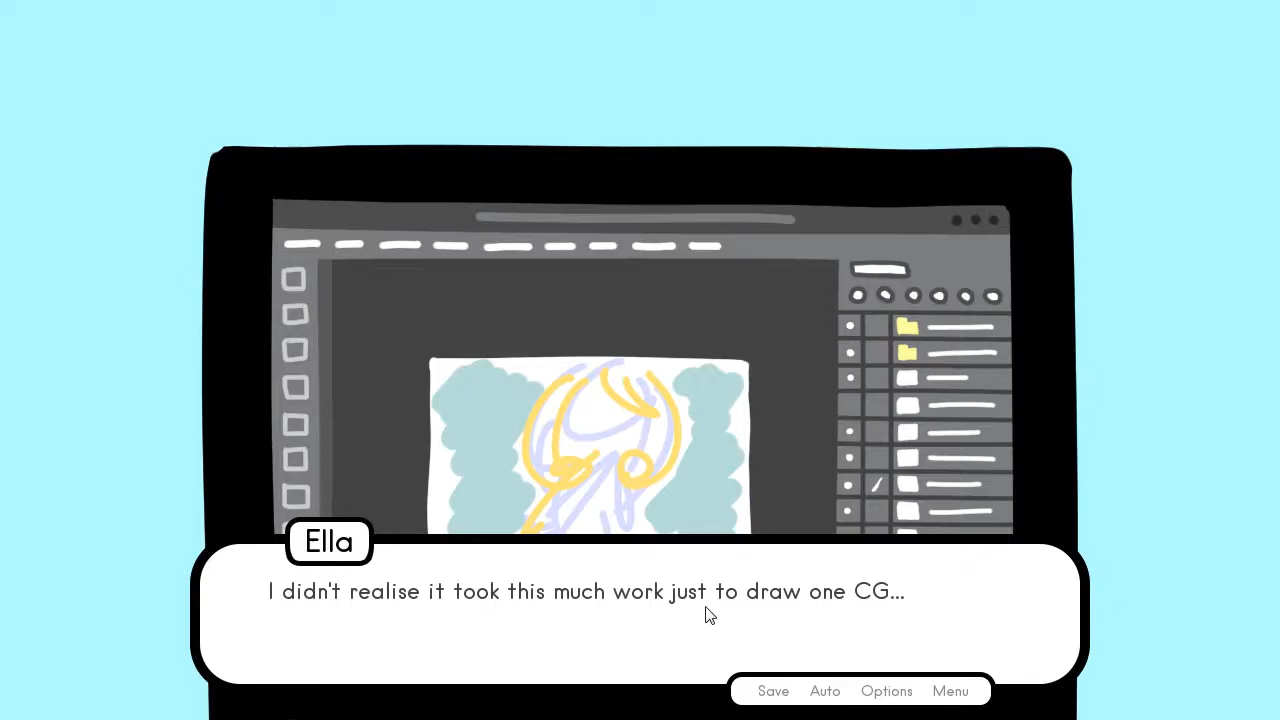 Ella
I didn't realise it took this much work just to draw one CG...
Save Auto Options Menu